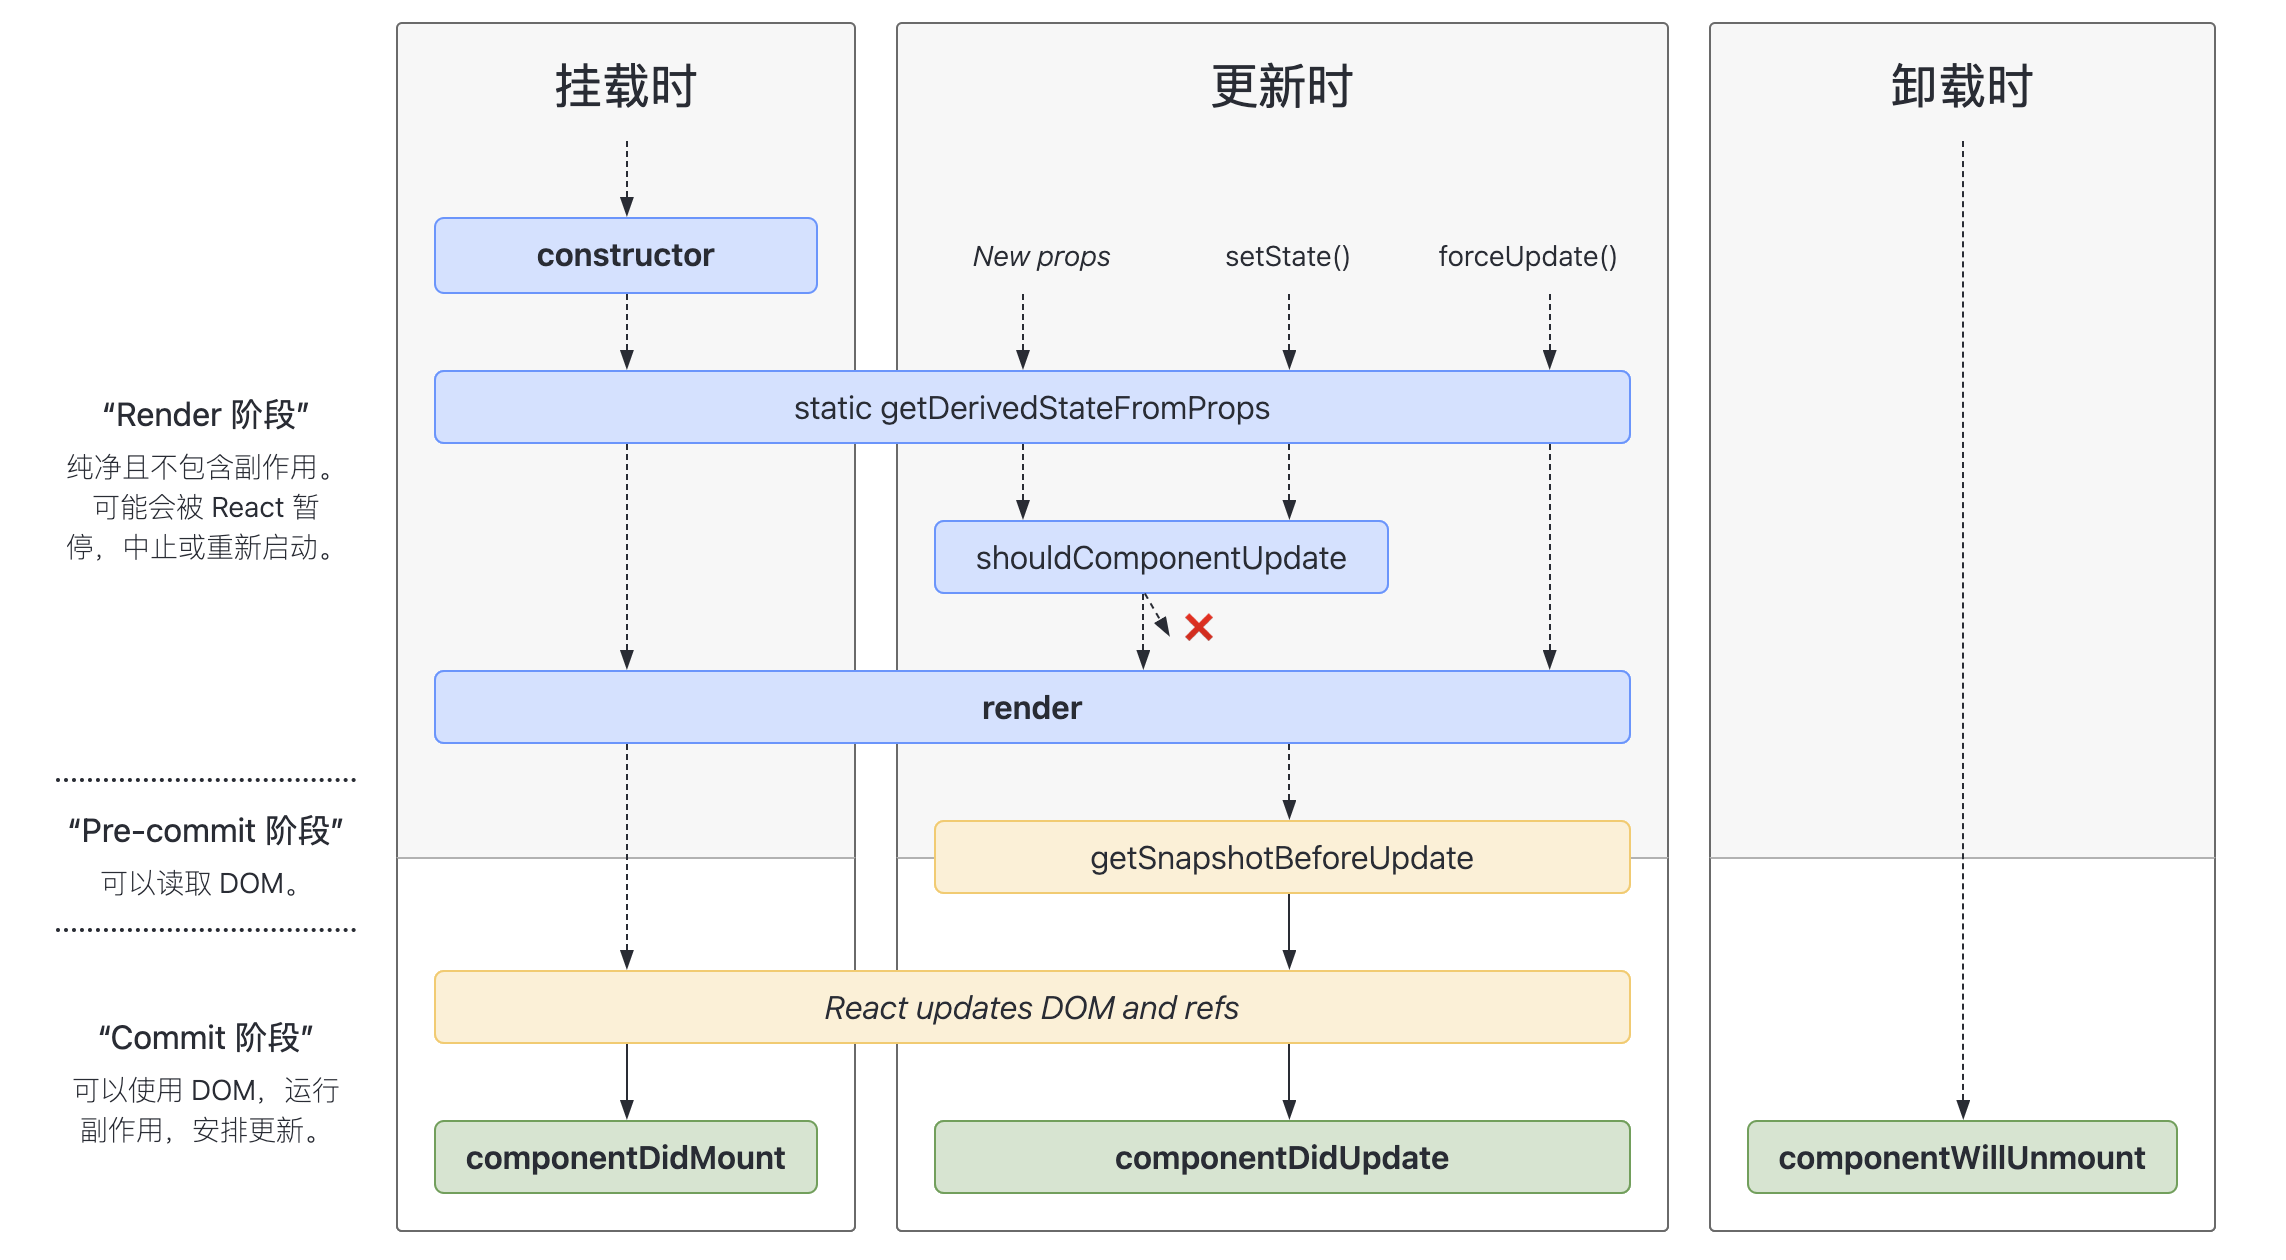 挂载时
更新时
卸载时
constructor
New props
setState()
forceUpdate()
static getDerivedStateFromProps
“Render 阶段”
纯净且不包含副作用。
可能会被 React 暂
停，中止或重新启动。
shouldComponentUpdate
render
“Pre-commit 阶段”
可以读取 DOM。
getSnapshotBeforeUpdate
React updates DOM and refs
“Commit 阶段”
可以使用 DOM，运行
副作用，安排更新。
componentDidMount
componentDidUpdate
componentWillUnmount